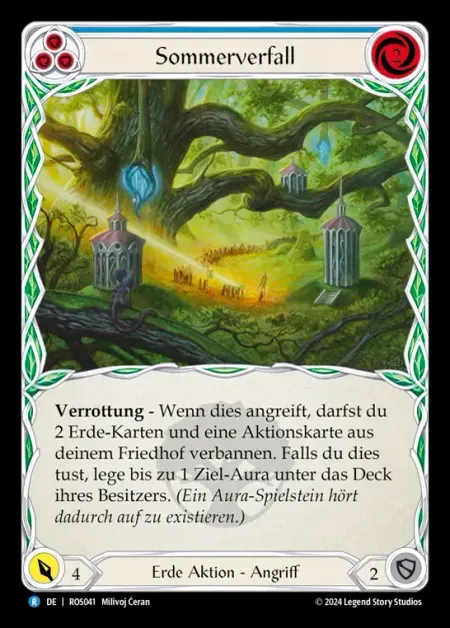 Sommerverfall
2
Verrottung - Wenn dies angreift, darfst du
2 Erde-Karten und eine Aktionskarte aus
deinem Friedhof verbannen. Falls du dies
tust, lege bis zu 1 Ziel-Aura unter das Deck
ihres Besitzers. (Ein Aura-Spielstein hört
dadurch auf zu existieren.)
4
Erde Aktion - Angriff
2
R DE | ROS041 Milivoj Ćeran
© 2024 Legend Story Studios